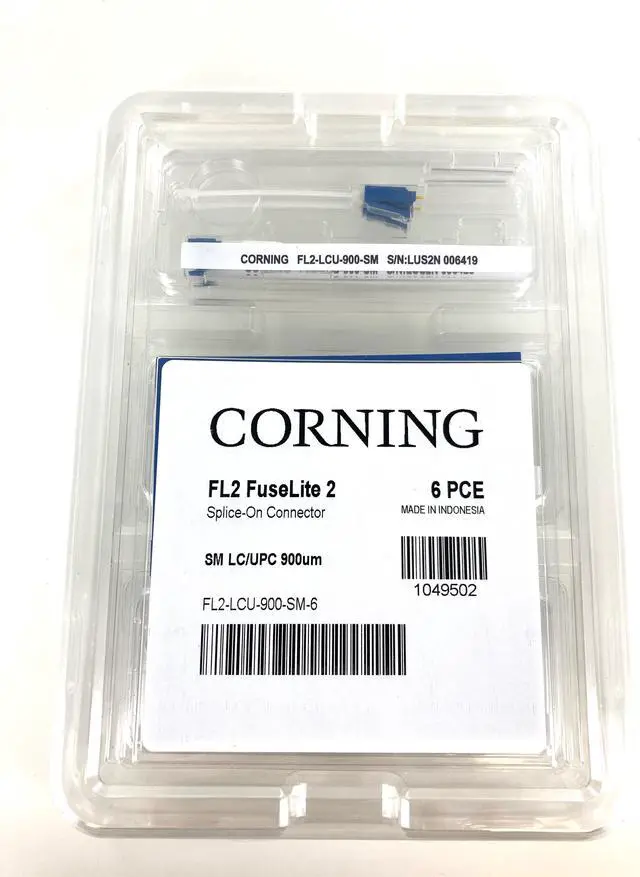 CORNING FL2-LCU-900-SM S/N:LUS2N 006419
CORNING
FL2 FuseLite 2
6 PCE
Splice-On Connector
MADE IN INDONESIA
SM LC/UPC 900um
1049502
FL2-LCU-900-SM-6